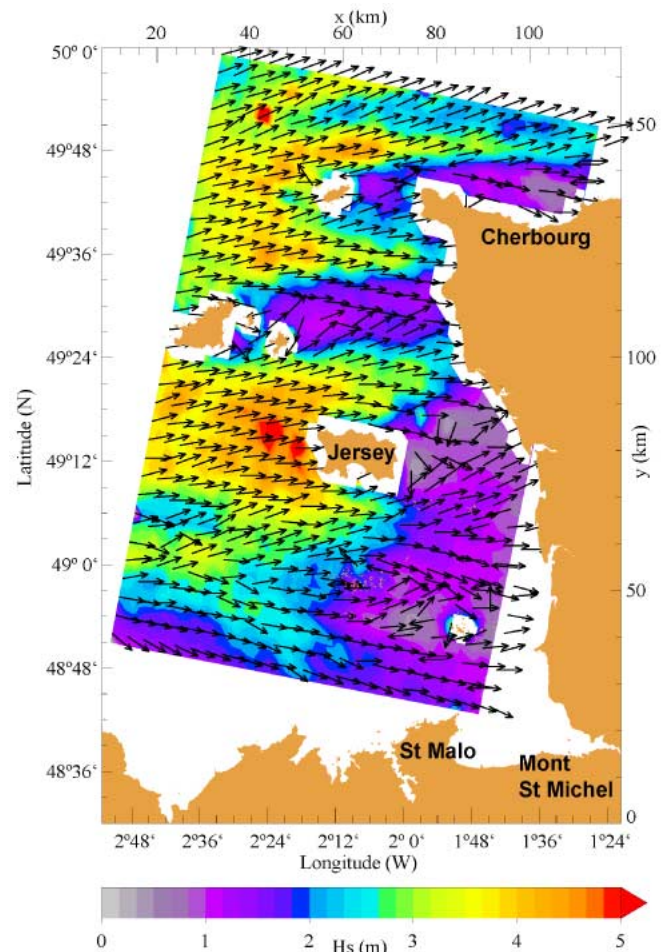 x (km)
20 40 60 80 100
50° 0‘
49°48‘
49°36‘
49°24‘
49°12‘
49° 0‘
48°48‘
48°36‘
Latitude (N)
150
100
50
0
y (km)
Cherbourg
Jersey
St Malo
Mont
St Michel
2°48‘ 2°36‘ 2°24‘ 2°12‘ 2° 0‘ 1°48‘ 1°36‘ 1°24‘
Longitude (W)
0 1 2 3 4 5
Hs (m)